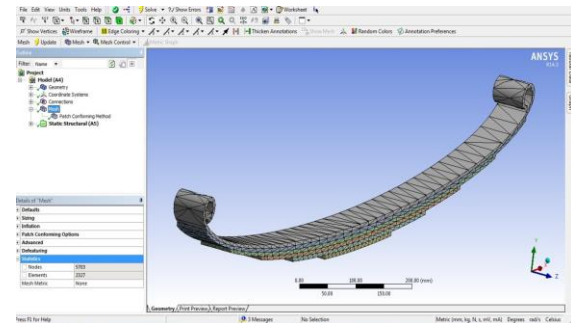 File Edit View Units Tools Help Solve Show Errors Worksheet
Show Vertices Wireframe Edge Coloring Thicken Annotations Show Mesh Random Colors Annotation Preferences
Mesh Update Mesh Mesh Control Metric Graph
Outline
Filter: Name
Project
Model (A4)
Geometry
Coordinate Systems
Connections
Mesh
Patch Conforming Method
Static Structural (A5)
ANSYS
R14.5
Details of "Mesh"
Defaults
Sizing
Inflation
Patch Conforming Options
Advanced
Defeaturing
Statistics
Nodes
Elements
Mesh Metric None
0.00 100.00 200.00 (mm)
50.00 150.00
Geometry Print Preview Report Preview
Press F1 for Help
3 Messages
No Selection
Metric (mm, kg, N, s, mV, mA) Degrees rad/s Celsius